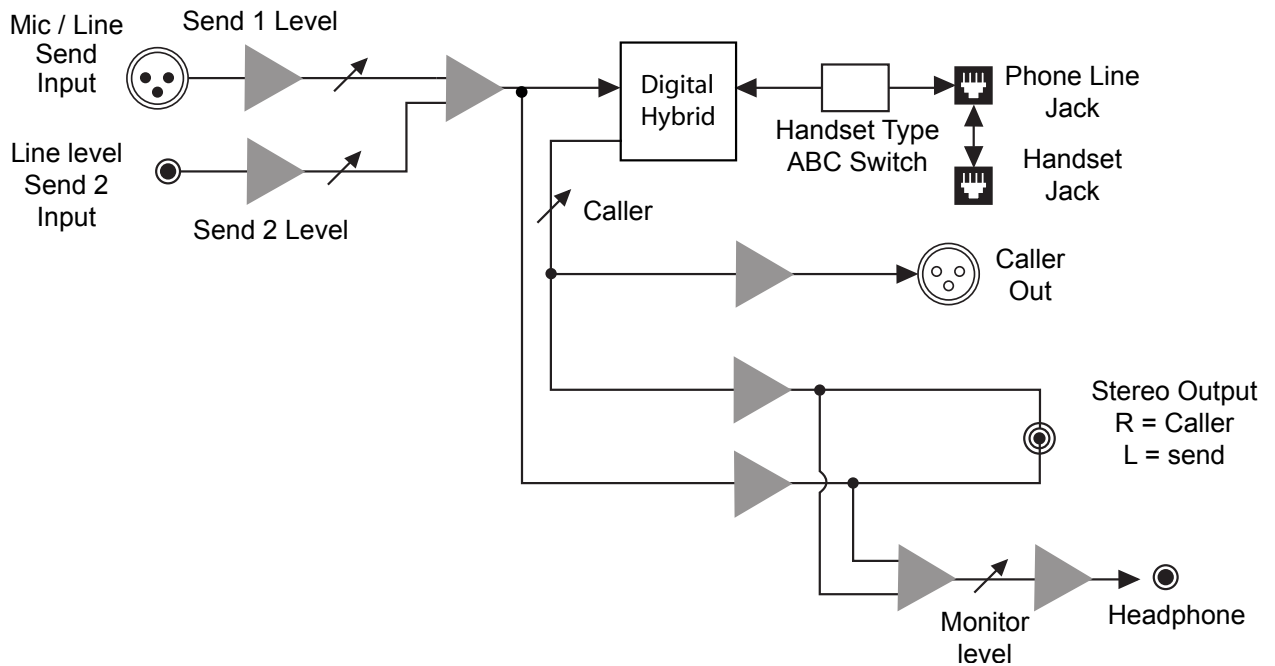 Mic / Line
Send
Input
Send 1 Level
Line level
Send 2
Input
Send 2 Level
Digital
Hybrid
Handset Type
ABC Switch
Phone Line
Jack
Handset
Jack
Caller
Caller
Out
Stereo Output
R = Caller
L = send
Monitor
level
Headphone